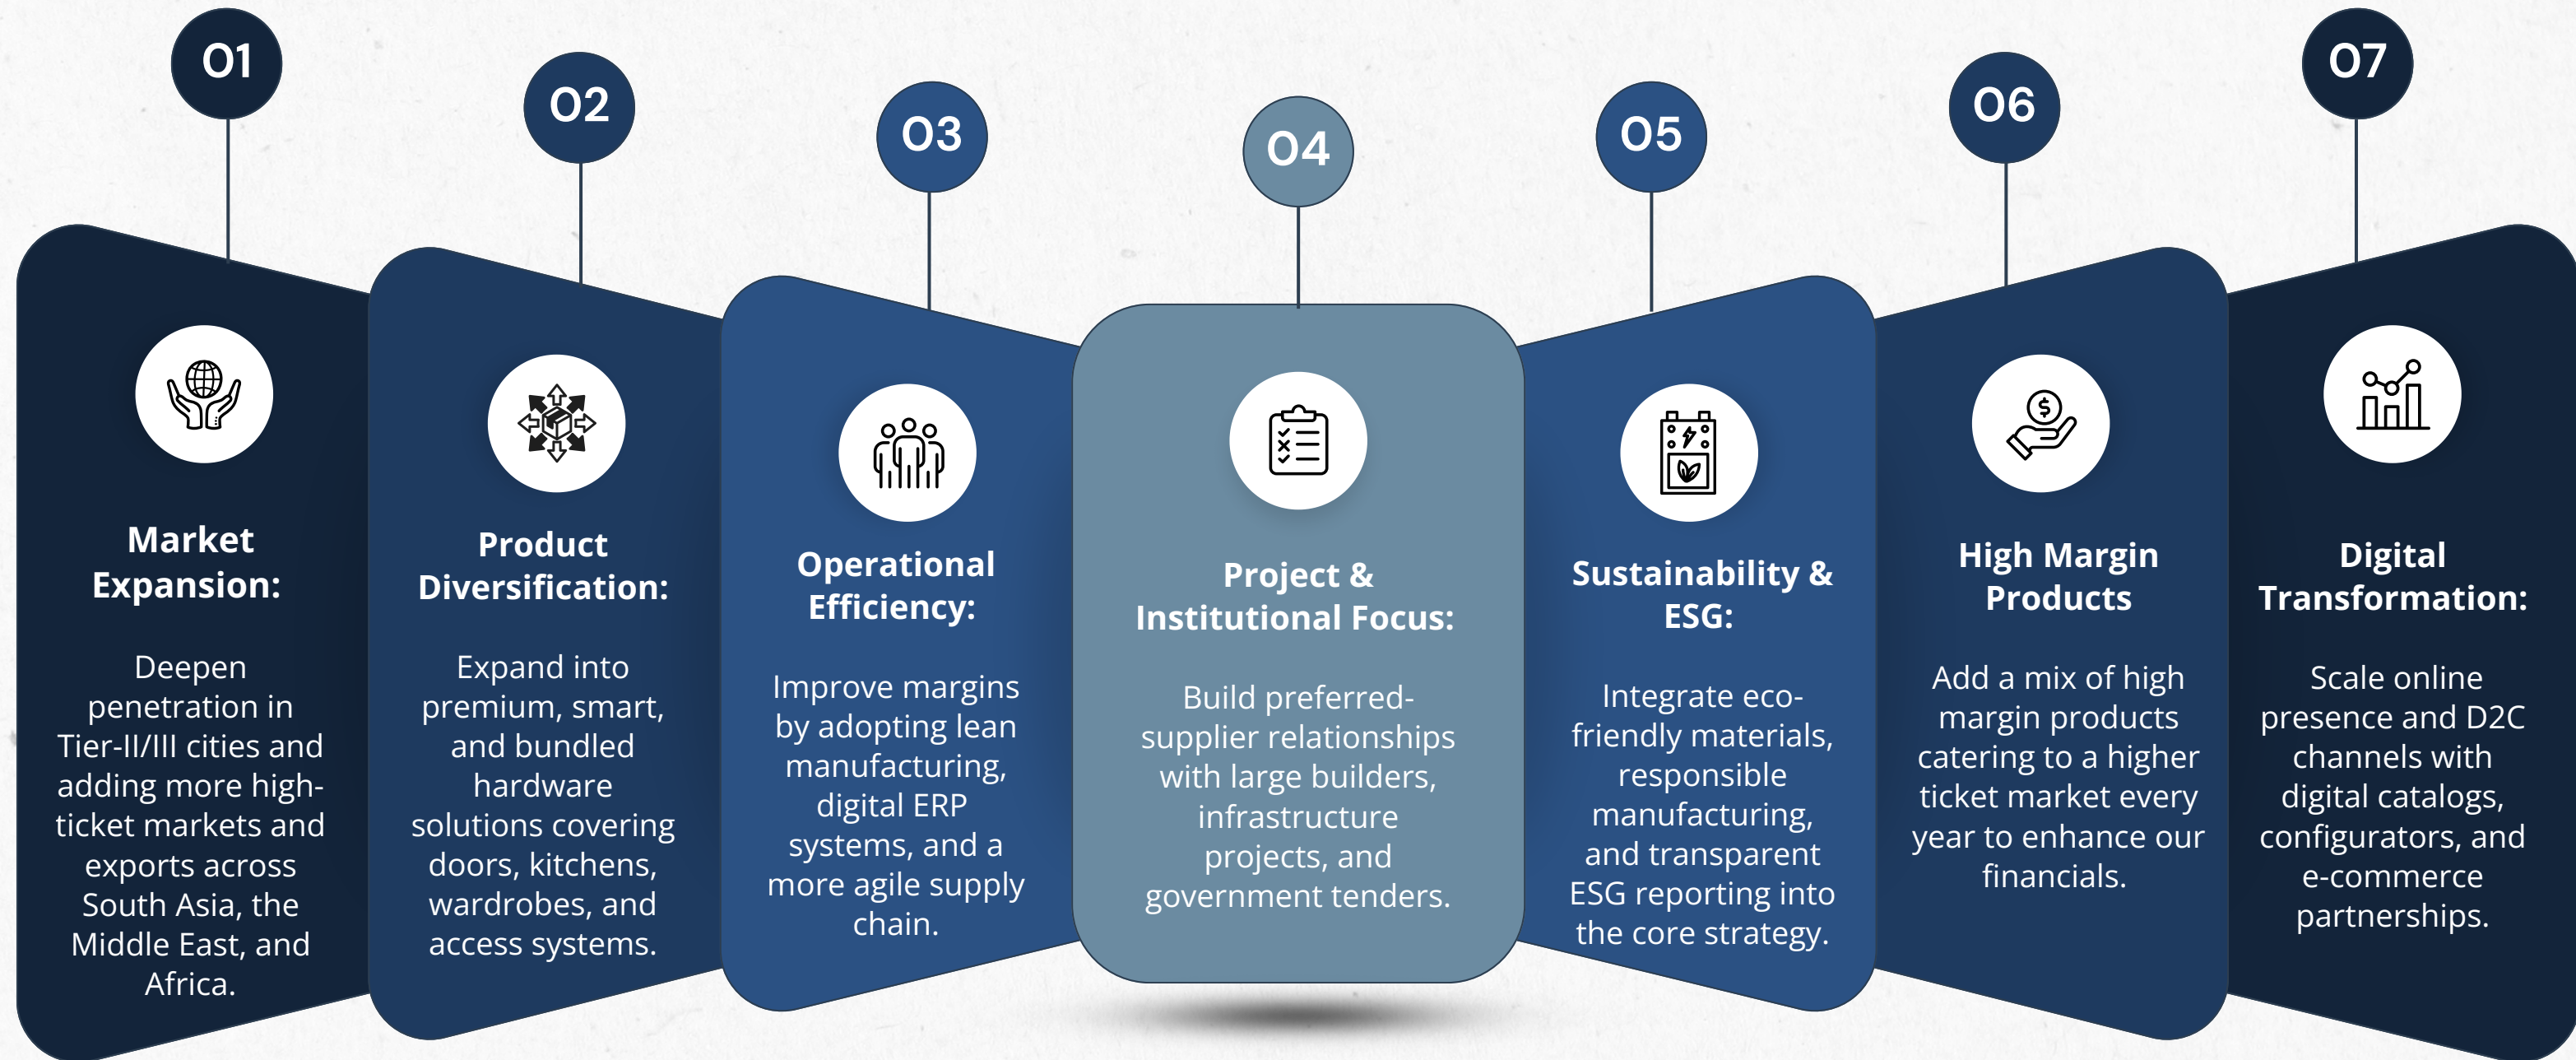 01
Market
Expansion:
Deepen
penetration in
Tier-II/III cities and
adding more high-
ticket markets and
exports across
South Asia, the
Middle East, and
Africa.
02
Product
Diversification:
Expand into
premium, smart,
and bundled
hardware
solutions covering
doors, kitchens,
wardrobes, and
access systems.
03
Operational
Efficiency:
Improve margins
by adopting lean
manufacturing,
digital ERP
systems, and a
more agile supply
chain.
04
Project &
Institutional Focus:
Build preferred-
supplier relationships
with large builders,
infrastructure
projects, and
government tenders.
05
Sustainability &
ESG:
Integrate eco-
friendly materials,
responsible
manufacturing,
and transparent
ESG reporting into
the core strategy.
06
High Margin
Products
Add a mix of high
margin products
catering to a higher
ticket market every
year to enhance our
financials.
07
Digital
Transformation:
Scale online
presence and D2C
channels with
digital catalogs,
configurators, and
e-commerce
partnerships.